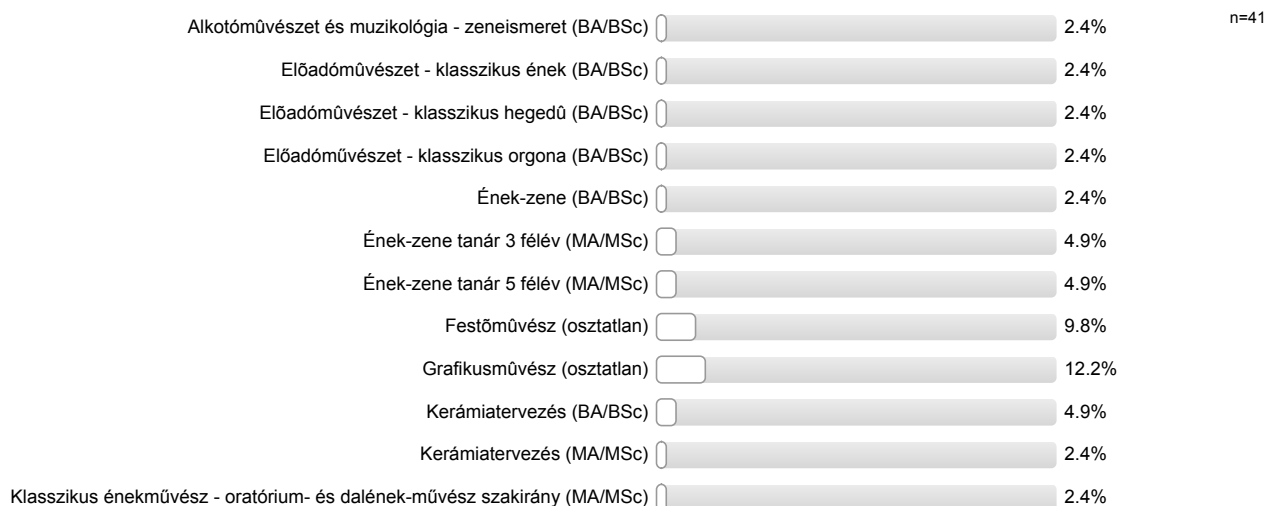 n=41
Alkotómûvészet és muzikológia - zeneismeret (BA/BSc) 2.4%
Elõadómûvészet - klasszikus ének (BA/BSc) 2.4%
Elõadómûvészet - klasszikus hegedû (BA/BSc) 2.4%
Előadóművészet - klasszikus orgona (BA/BSc) 2.4%
Ének-zene (BA/BSc) 2.4%
Ének-zene tanár 3 félév (MA/MSc) 4.9%
Ének-zene tanár 5 félév (MA/MSc) 4.9%
Festõmûvész (osztatlan) 9.8%
Grafikusmûvész (osztatlan) 12.2%
Kerámiatervezés (BA/BSc) 4.9%
Kerámiatervezés (MA/MSc) 2.4%
Klasszikus énekművész - oratórium- és dalének-művész szakirány (MA/MSc) 2.4%